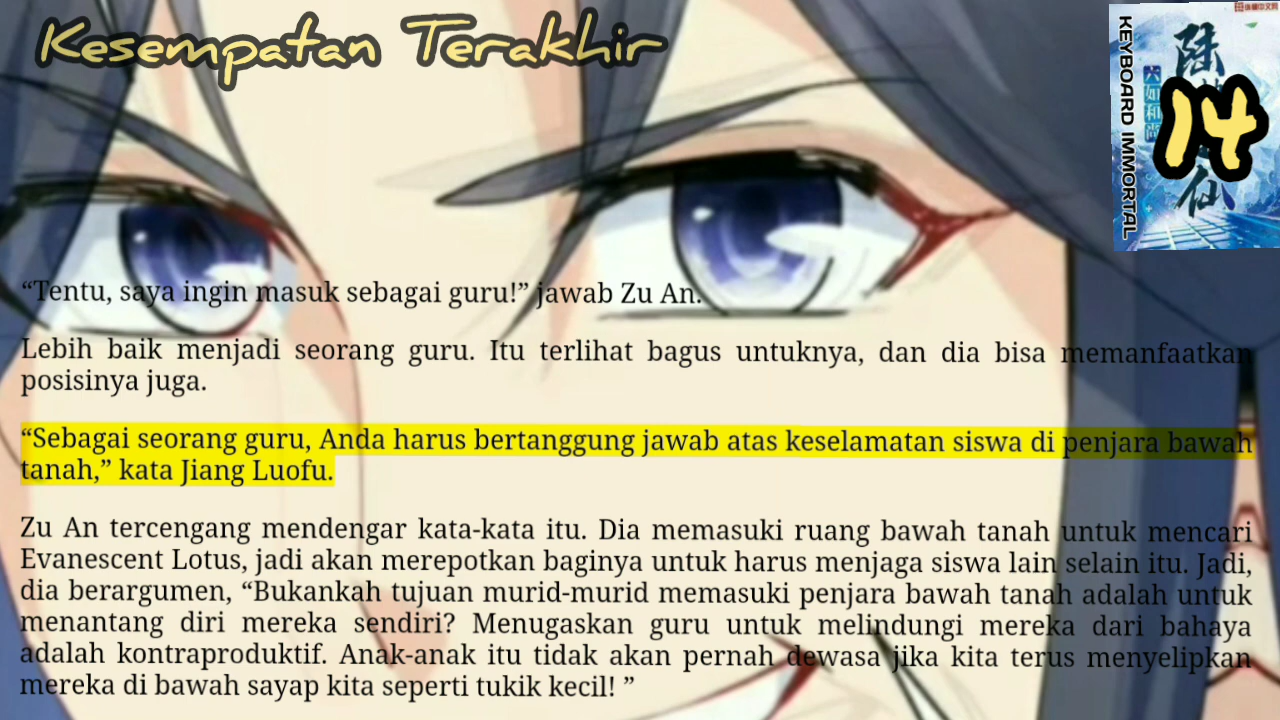 Kesempatan Terakhir
KEYBOARD IMMORTAL
六如和尚
14
仙
“Tentu, saya ingin masuk sebagai guru!” jawab Zu An.
Lebih baik menjadi seorang guru. Itu terlihat bagus untuknya, dan dia bisa memanfaatkan
posisinya juga.
“Sebagai seorang guru, Anda harus bertanggung jawab atas keselamatan siswa di penjara bawah
tanah,” kata Jiang Luofu.
Zu An tercengang mendengar kata-kata itu. Dia memasuki ruang bawah tanah untuk mencari
Evanescent Lotus, jadi akan merepotkan baginya untuk harus menjaga siswa lain selain itu. Jadi,
dia berargumen, “Bukankah tujuan murid-murid memasuki penjara bawah tanah adalah untuk
menantang diri mereka sendiri? Menugaskan guru untuk melindungi mereka dari bahaya
adalah kontraproduktif. Anak-anak itu tidak akan pernah dewasa jika kita terus menyelipkan
mereka di bawah sayap kita seperti tukik kecil! ”